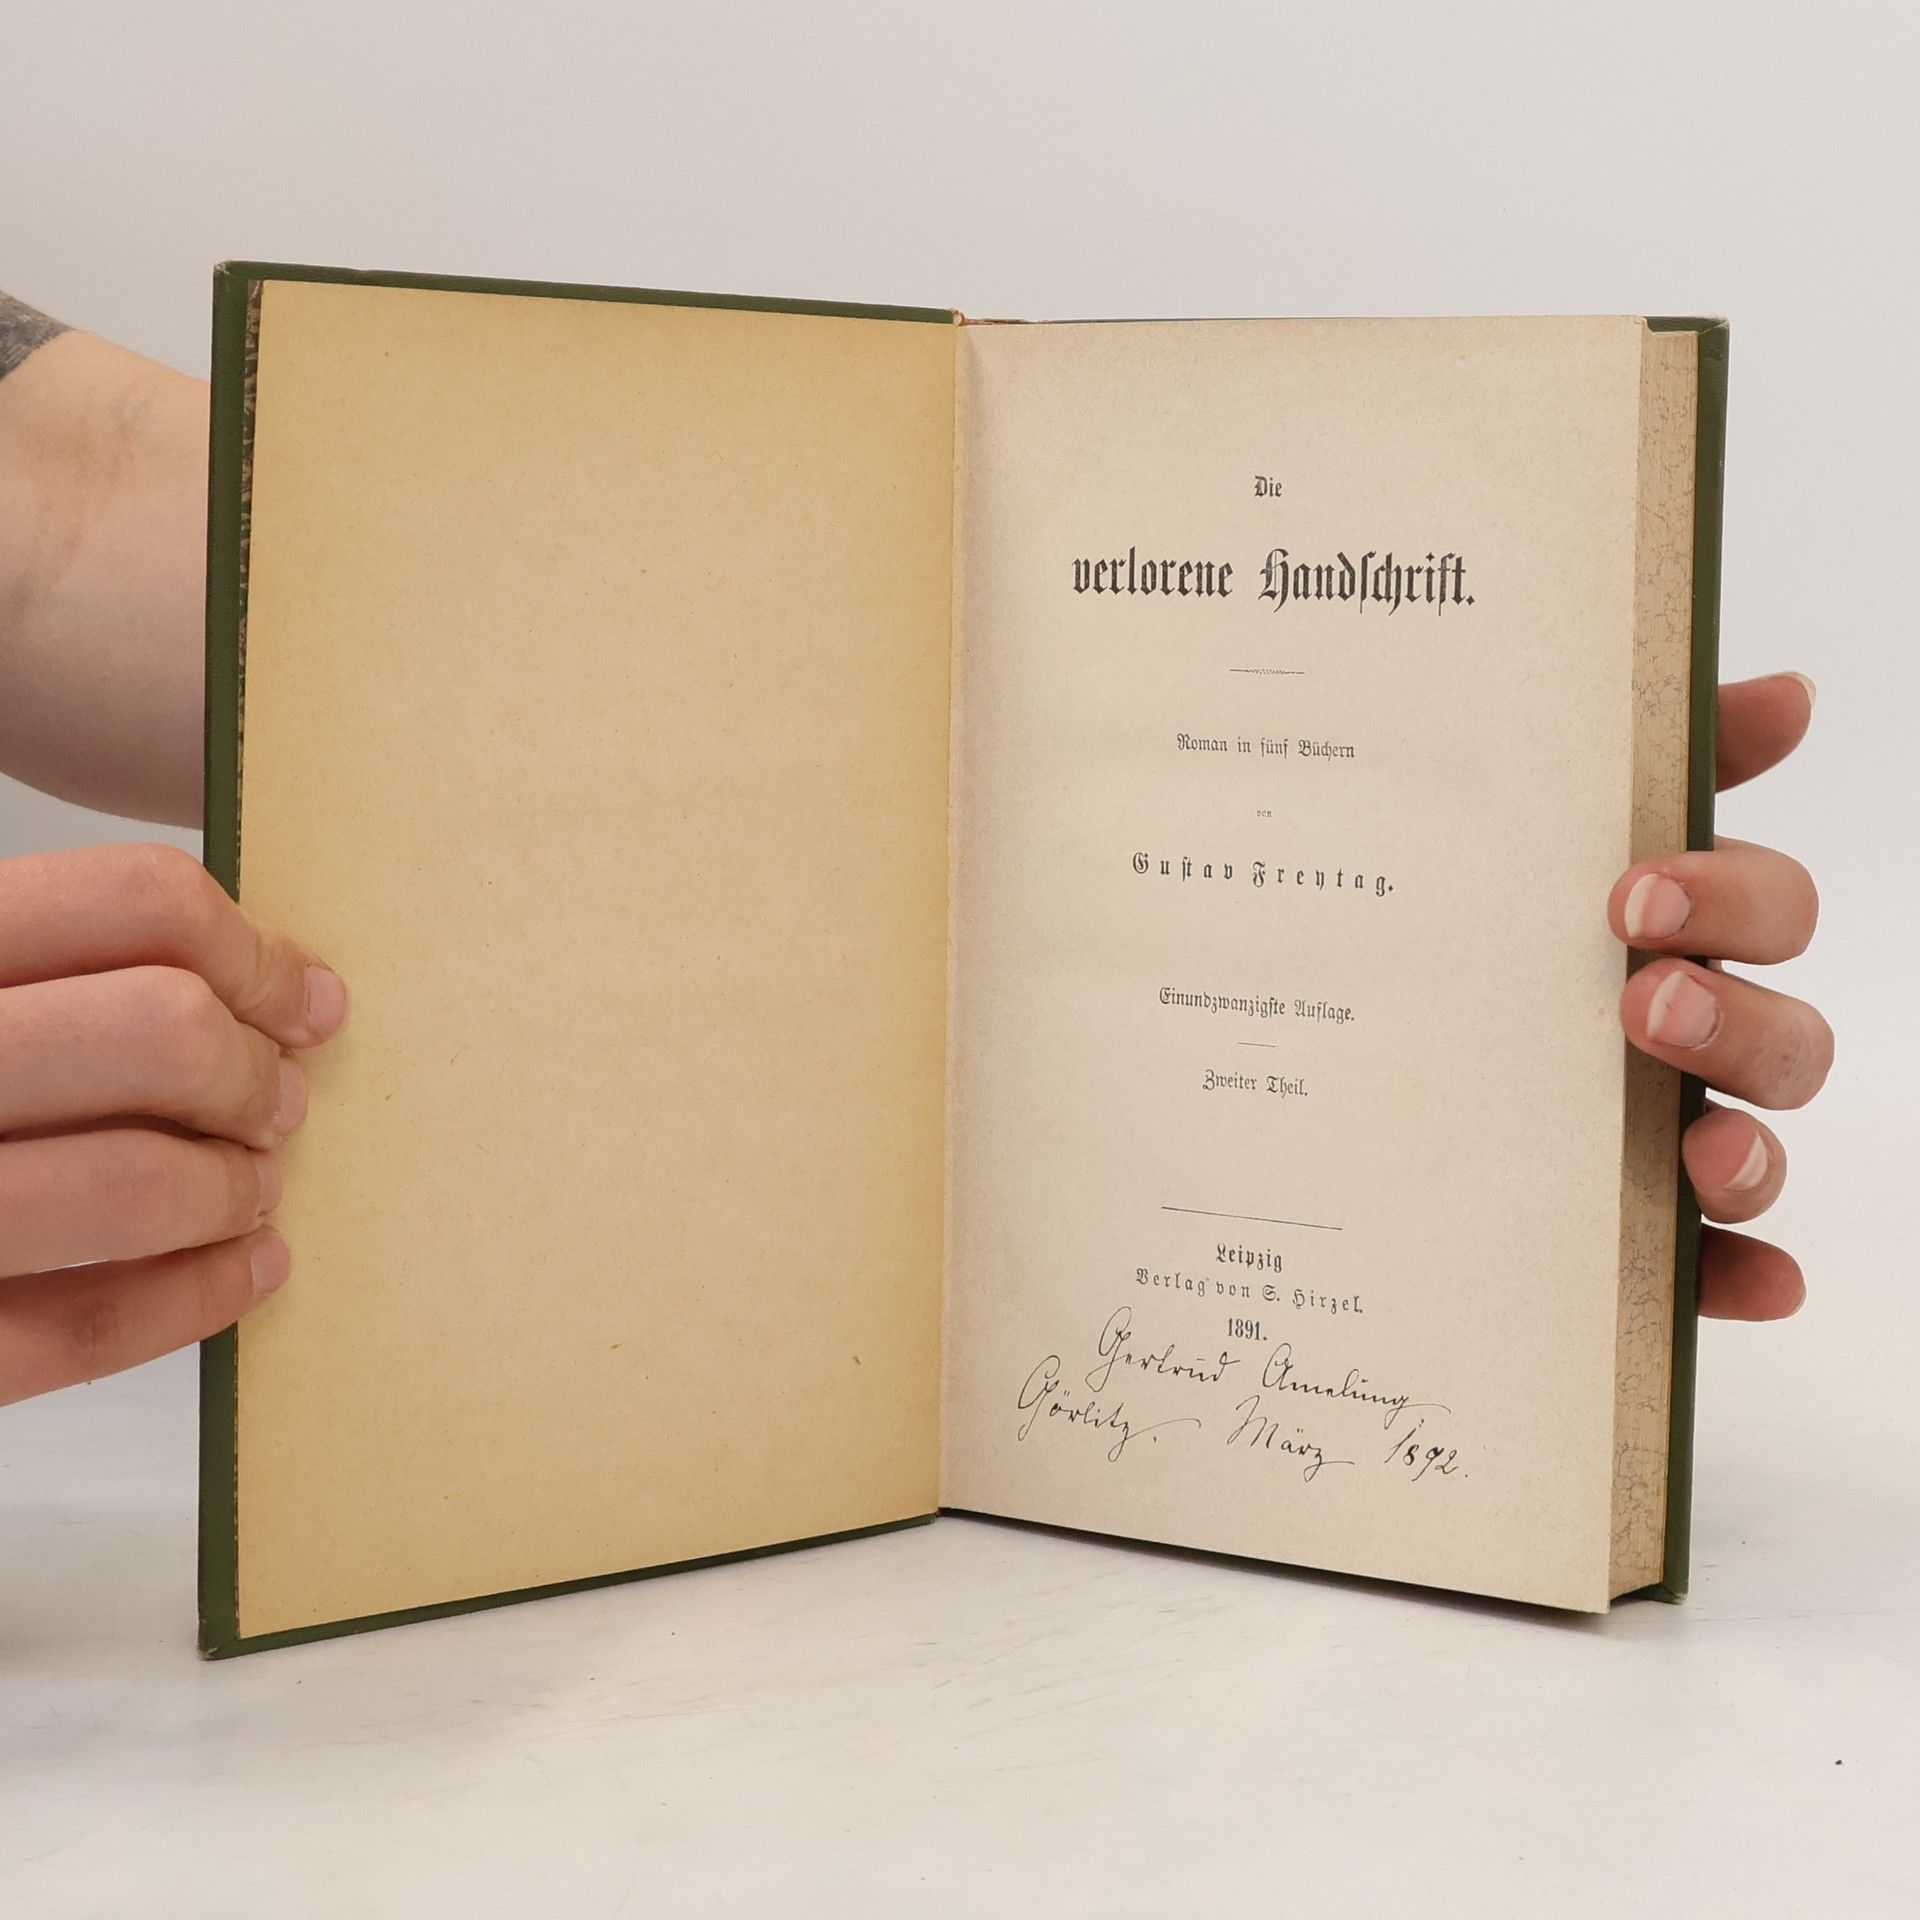 Die
verlorene Handschrift.
Roman in fünf Büchern
von
Gustav Freytag.
Einundzwanzigste Auflage.
Zweiter Theil.
Leipzig
Verlag von S. Hirzel.
1891.
Gertrud Amelung
Görlitz. März 1892.